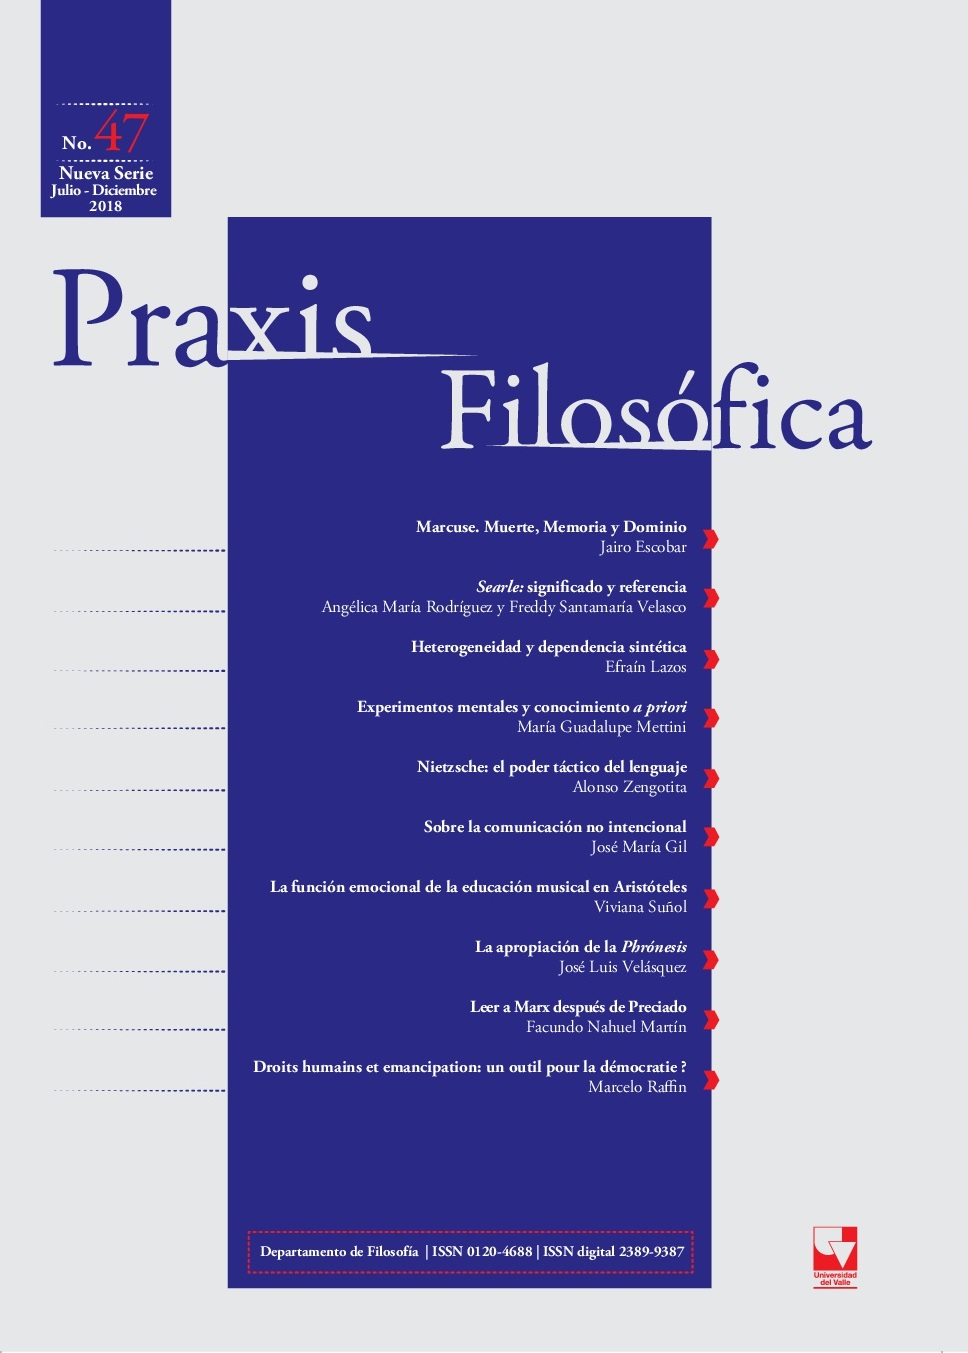 No. 47
Nueva Serie
Julio - Diciembre
2018
Praxis
Filosófica
Marcuse. Muerte, Memoria y Dominio
Jairo Escobar
Searle: significado y referencia
Angélica María Rodríguez y Freddy Santamaría Velasco
Heterogeneidad y dependencia sintética
Efraín Lazos
Experimentos mentales y conocimiento a priori
María Guadalupe Mettini
Nietzsche: el poder táctico del lenguaje
Alonso Zengotita
Sobre la comunicación no intencional
José María Gil
La función emocional de la educación musical en Aristóteles
Viviana Suñol
La apropiación de la Phrónesis
José Luis Velásquez
Leer a Marx después de Preciado
Facundo Nahuel Martín
Droits humains et emancipation: un outil pour la démocratie ?
Marcelo Raffin
Departamento de Filosofía | ISSN 0120-4688 | ISSN digital 2389-9387
Universidad
del Valle